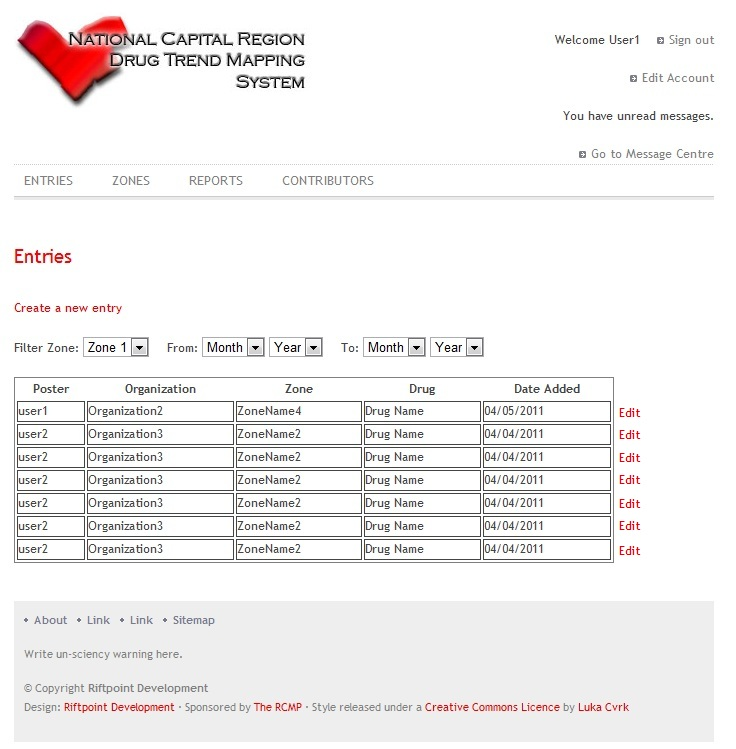 National Capital Region
Drug Trend Mapping
System
Welcome User1 Sign out
Edit Account
You have unread messages.
Go to Message Centre
ENTRIES ZONES REPORTS CONTRIBUTORS
Entries
Create a new entry
Filter Zone: Zone 1 From: Month Year To: Month Year
Poster Organization Zone Drug Date Added
user1 Organization2 ZoneName4 Drug Name 04/05/2011 Edit
user2 Organization3 ZoneName2 Drug Name 04/04/2011 Edit
user2 Organization3 ZoneName2 Drug Name 04/04/2011 Edit
user2 Organization3 ZoneName2 Drug Name 04/04/2011 Edit
user2 Organization3 ZoneName2 Drug Name 04/04/2011 Edit
user2 Organization3 ZoneName2 Drug Name 04/04/2011 Edit
user2 Organization3 ZoneName2 Drug Name 04/04/2011 Edit
• About • Link • Link • Sitemap
Write un-sciency warning here.
© Copyright Riftpoint Development
Design: Riftpoint Development · Sponsored by The RCMP · Style released under a Creative Commons Licence by Luka Cvrk